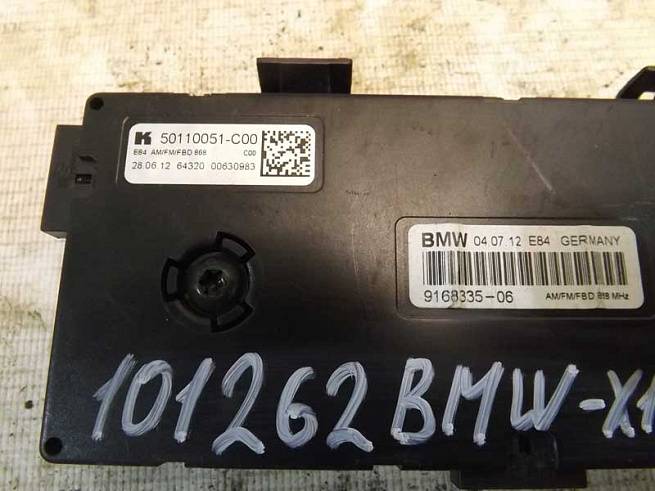 K 50110051-C00
E84 AM/FM/FBD 868 C00
28.06.12 64320 00630983
BMW 04.07.12 E84 GERMANY
9168335-06 AM/FM/FBD 868 MHz
101262 BMW-X1